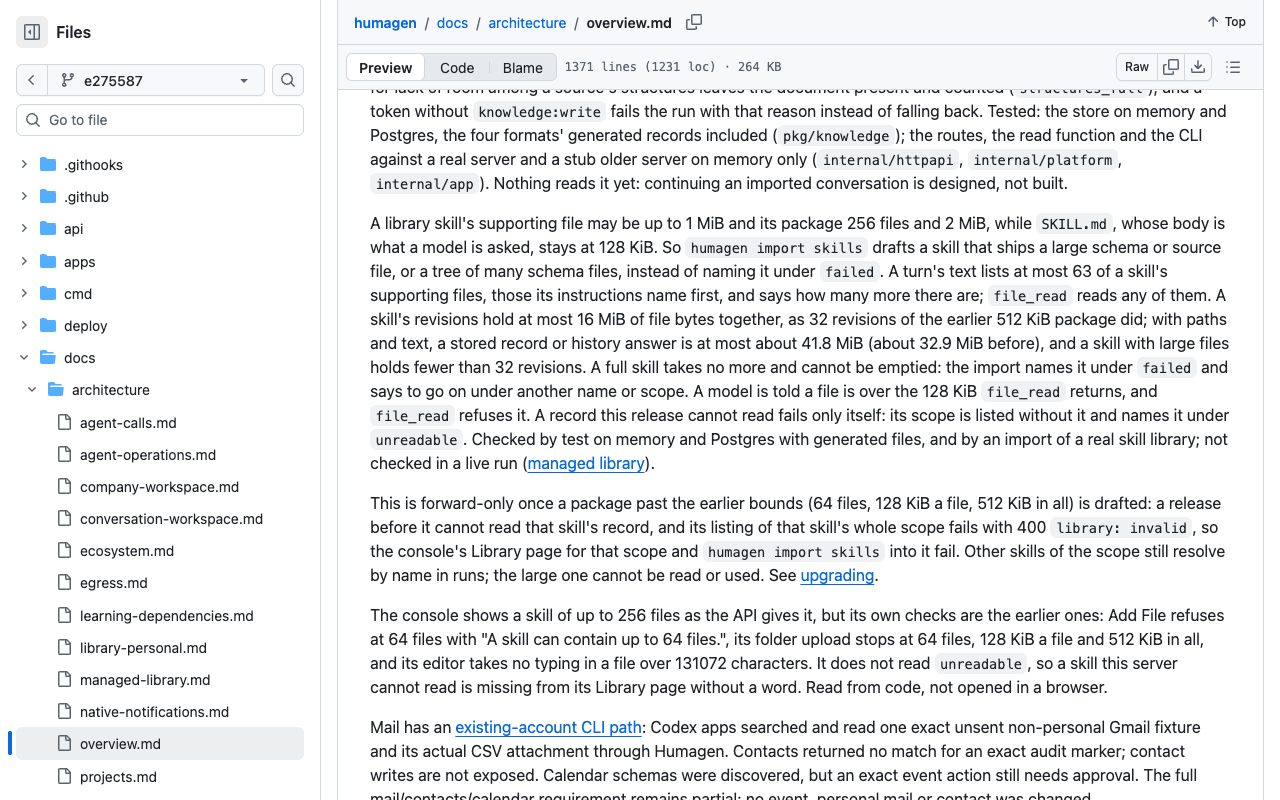 Files
humagen / docs / architecture / overview.md
Top
e275587
Preview Code Blame 1371 lines (1231 loc) · 264 KB
Raw
Go to file
.githooks
.github
api
apps
cmd
deploy
docs
architecture
agent-calls.md
agent-operations.md
company-workspace.md
conversation-workspace.md
ecosystem.md
egress.md
learning-dependencies.md
library-personal.md
managed-library.md
native-notifications.md
overview.md
projects.md
for lack of room among a source's structures leaves the document present and counted ( structures_full ), and a
token without knowledge:write fails the run with that reason instead of falling back. Tested: the store on memory and
Postgres, the four formats' generated records included ( pkg/knowledge ); the routes, the read function and the CLI
against a real server and a stub older server on memory only ( internal/httpapi , internal/platform ,
internal/app ). Nothing reads it yet: continuing an imported conversation is designed, not built.
A library skill's supporting file may be up to 1 MiB and its package 256 files and 2 MiB, while SKILL.md , whose body is
what a model is asked, stays at 128 KiB. So humagen import skills drafts a skill that ships a large schema or source
file, or a tree of many schema files, instead of naming it under failed . A turn's text lists at most 63 of a skill's
supporting files, those its instructions name first, and says how many more there are; file_read reads any of them. A
skill's revisions hold at most 16 MiB of file bytes together, as 32 revisions of the earlier 512 KiB package did; with paths
and text, a stored record or history answer is at most about 41.8 MiB (about 32.9 MiB before), and a skill with large files
holds fewer than 32 revisions. A full skill takes no more and cannot be emptied: the import names it under failed and
says to go on under another name or scope. A model is told a file is over the 128 KiB file_read returns, and
file_read refuses it. A record this release cannot read fails only itself: its scope is listed without it and names it under
unreadable . Checked by test on memory and Postgres with generated files, and by an import of a real skill library; not
checked in a live run (managed library).
This is forward-only once a package past the earlier bounds (64 files, 128 KiB a file, 512 KiB in all) is drafted: a release
before it cannot read that skill's record, and its listing of that skill's whole scope fails with 400 library: invalid , so
the console's Library page for that scope and humagen import skills into it fail. Other skills of the scope still resolve
by name in runs; the large one cannot be read or used. See upgrading.
The console shows a skill of up to 256 files as the API gives it, but its own checks are the earlier ones: Add File refuses
at 64 files with "A skill can contain up to 64 files.", its folder upload stops at 64 files, 128 KiB a file and 512 KiB in all,
and its editor takes no typing in a file over 131072 characters. It does not read unreadable , so a skill this server
cannot read is missing from its Library page without a word. Read from code, not opened in a browser.
Mail has an existing-account CLI path: Codex apps searched and read one exact unsent non-personal Gmail fixture
and its actual CSV attachment through Humagen. Contacts returned no match for an exact audit marker; contact
writes are not exposed. Calendar schemas were discovered, but an exact event action still needs approval. The full
mail/contacts/calendar requirement remains partial: no event, personal mail or contact was changed.